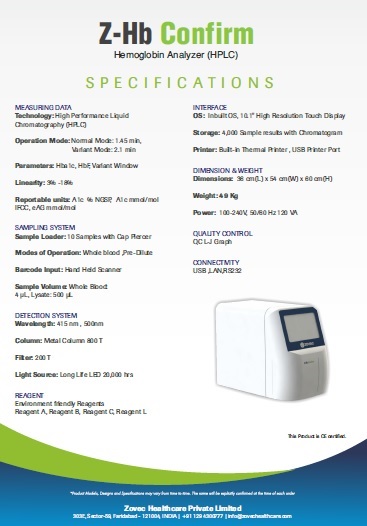 Z-Hb Confirm
Hemoglobin Analyzer (HPLC)
SPECIFICATIONS
MEASURING DATA
Technology: High Performance Liquid
Chromatography (HPLC)
Operation Mode: Normal Mode: 1.45 min,
Variant Mode: 2.1 min
Parameters: Hba1c, HbF, Variant Window
Linearity: 3% -18%
Reportable units: A1c % NGSP, A1c mmol/mol
IFCC, eAG mmol/mol
SAMPLING SYSTEM
Sample Loader: 10 Samples with Cap Piercer
Modes of Operation: Whole blood ,Pre-Dilute
Barcode Input: Hand Held Scanner
Sample Volume: Whole Blood:
4 µL, Lysate: 500 µL
DETECTION SYSTEM
Wavelength: 415 nm , 500nm
Column: Metal Column 800 T
Filter: 200 T
Light Source: Long Life LED 20,000 hrs
REAGENT
Environment friendly Reagents
Reagent A, Reagent B, Reagent C, Reagent L
INTERFACE
OS: Inbuilt OS, 10.1" High Resolution Touch Display
Storage: 4,000 Sample results with Chromatogram
Printer: Built-in Thermal Printer , USB Printer Port
DIMENSION & WEIGHT
Dimensions: 36 cm(L) x 54 cm(W) x 60 cm(H)
Weight: 49 Kg
Power: 100-240V, 50/60 Hz 120 VA
QUALITY CONTROL
QC L-J Graph
CONNECTIVITY
USB ,LAN,RS232
This Product is CE certified.
*Product Models, Designs and Specifications may vary from time to time. The same will be explicitly confirmed at the time of each order
Zovec Healthcare Private Limited
303E, Sector-59, Faridabad - 121004, INDIA | +91 129 4300777 | info@zovechealthcare.com